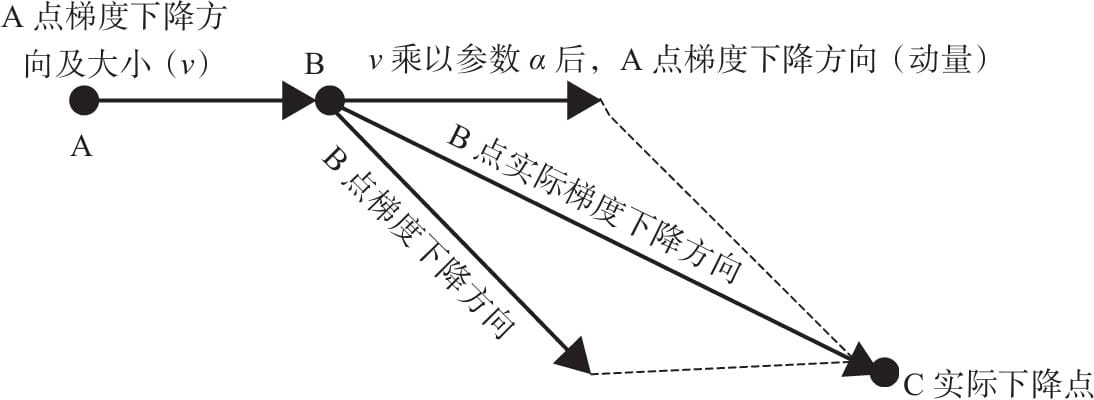 A 点梯度下降方
向及大小（v）
B
v 乘以参数 α 后，A 点梯度下降方向（动量）
A
B 点实际梯度下降方向
B 点梯度下降方向
C 实际下降点